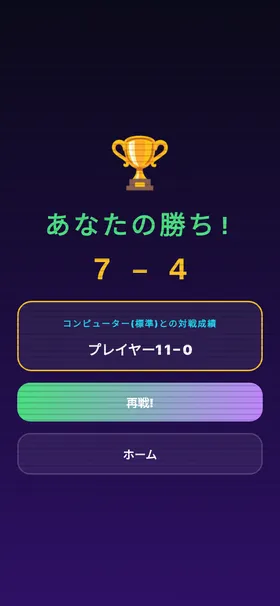 あなたの勝ち!
7 – 4
コンピューター(標準)との対戦成績
プレイヤー11–0
再戦!
ホーム